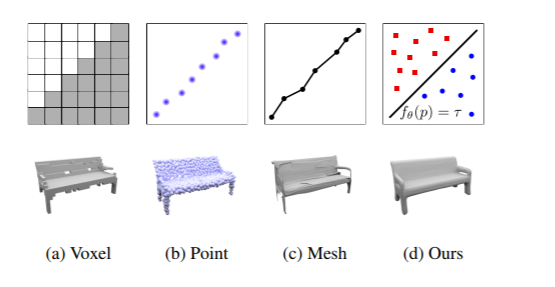 fθ(p) = τ
(a) Voxel
(b) Point
(c) Mesh
(d) Ours